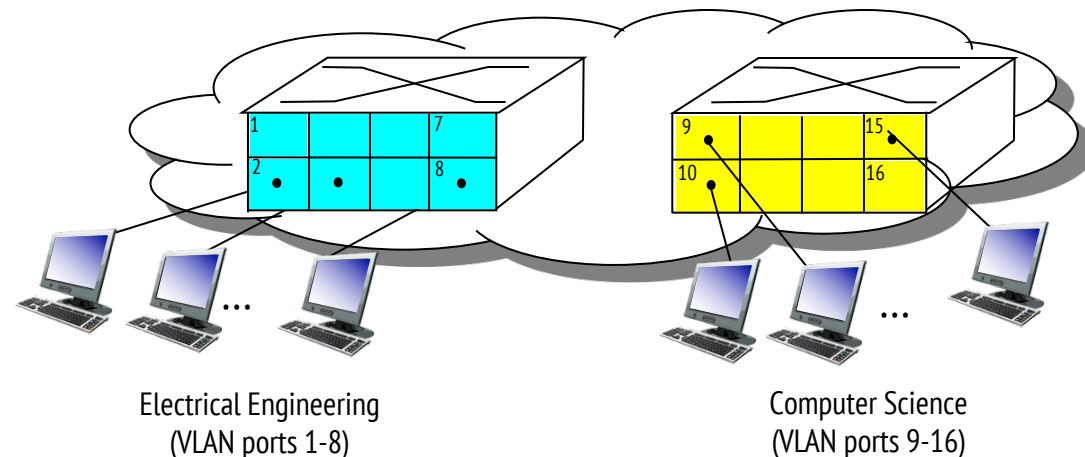 1
7
2
8
9
15
10
16
...
...
Electrical Engineering
(VLAN ports 1-8)
Computer Science
(VLAN ports 9-16)